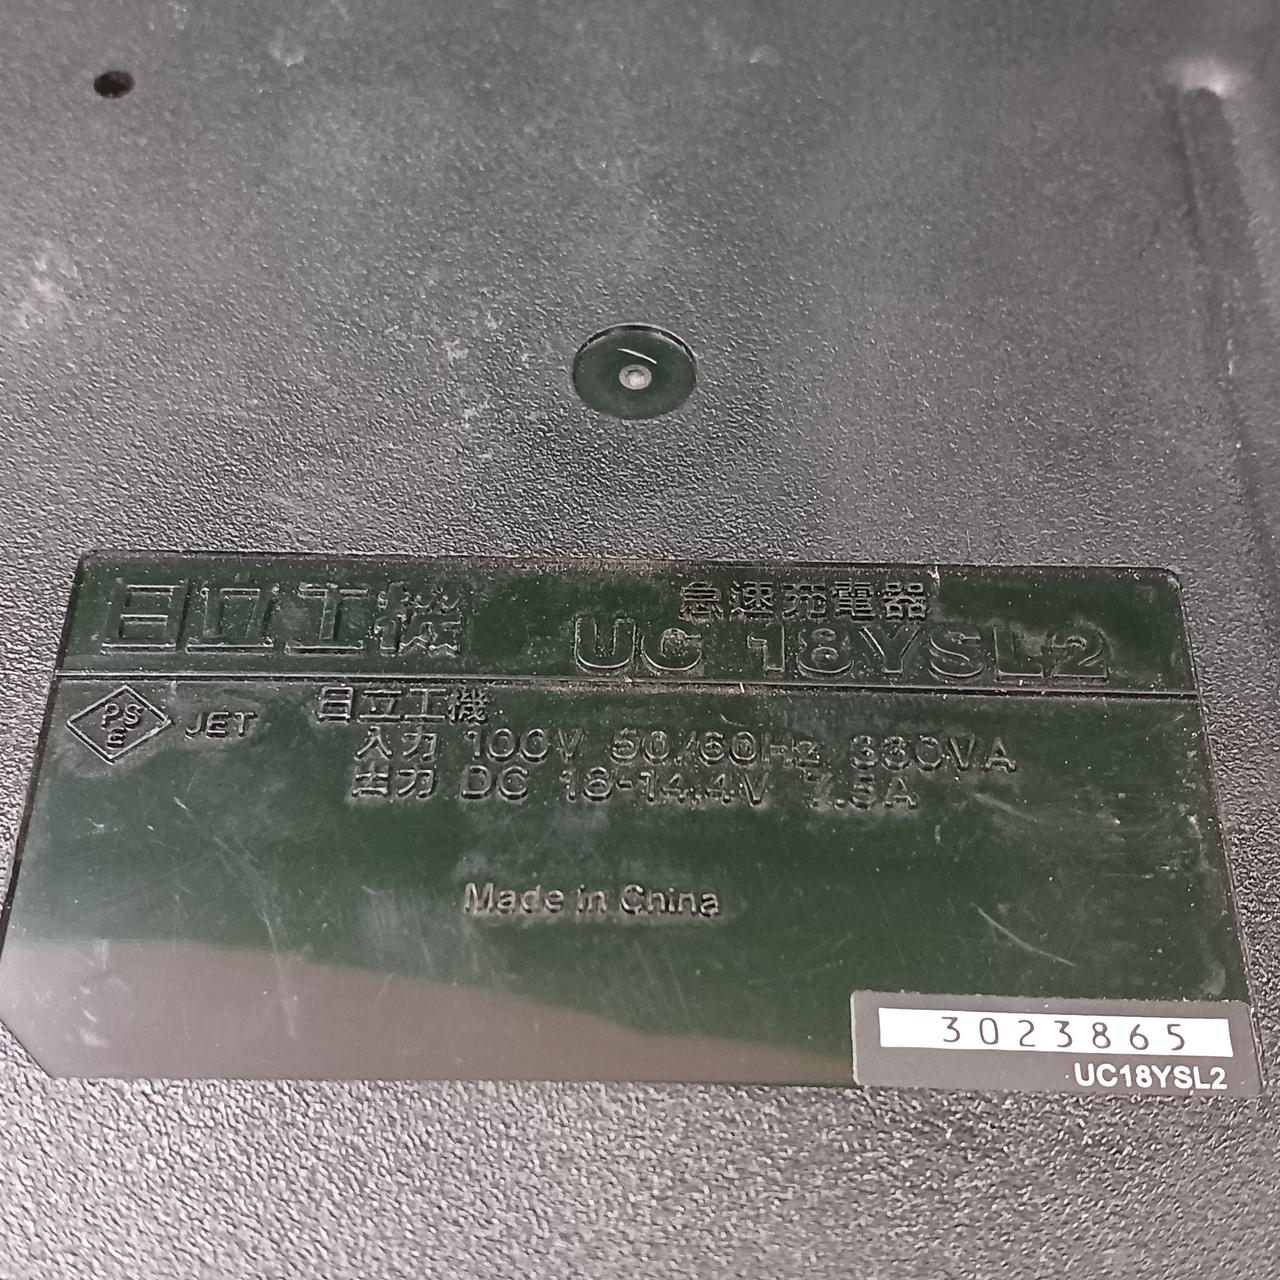 日立工機
急速充電器
UC 18YSL2
PS
E
JET
日立工機
入力 100V 50/60Hz 330VA
出力 DC 18-14.4V 7.5A
Made in China
3023865
UC18YSL2